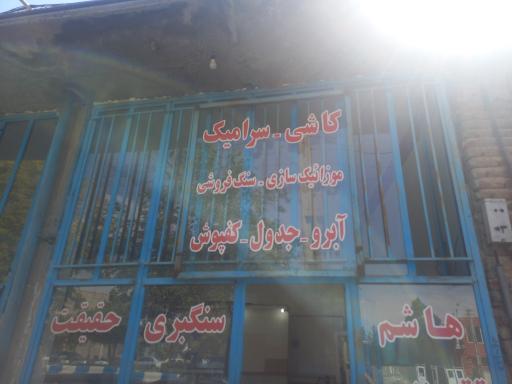 کاشی - سرامیک
موزائیک سازی - سنگ فروشی
آبرو - جدول - کفپوش
هاشم سنگبری حقیقت